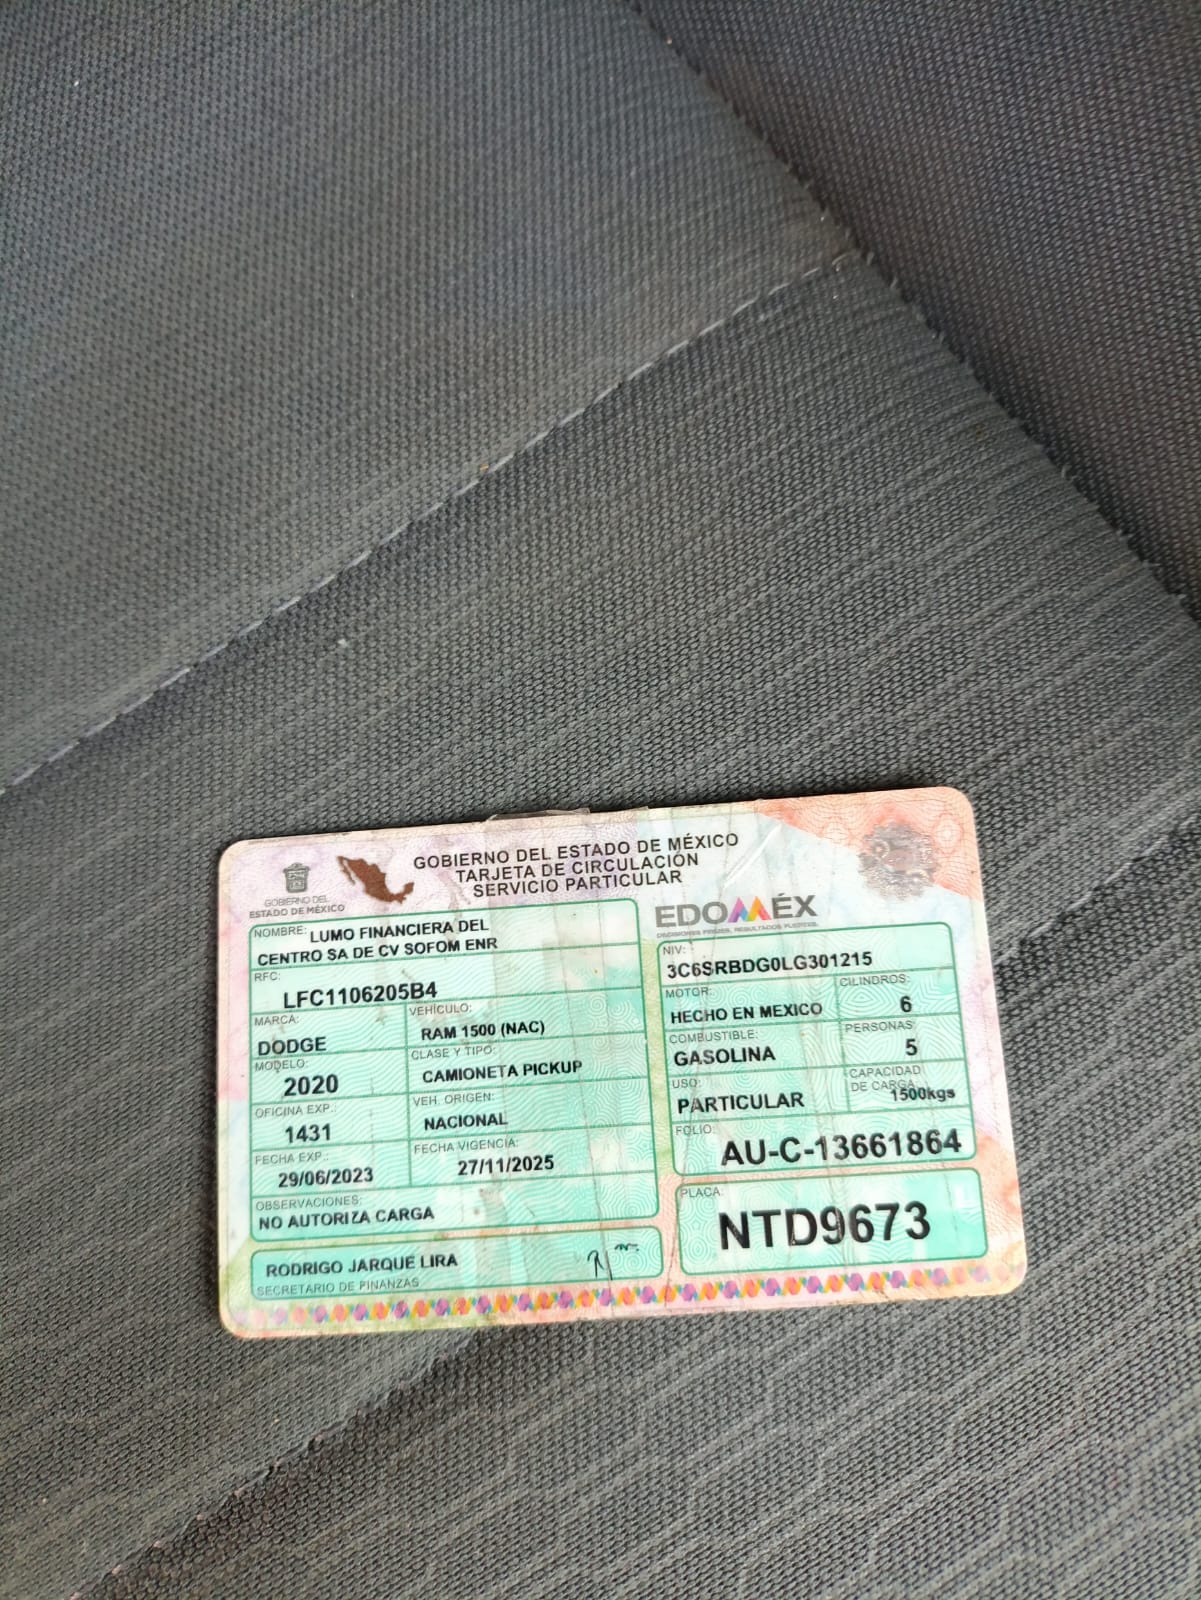 GOBIERNO DEL ESTADO DE MÉXICO
TARJETA DE CIRCULACIÓN
SERVICIO PARTICULAR
GOBIERNO DEL
ESTADO DE MÉXICO
EDOMÉX
DECISIONES FIRMES, RESULTADOS FUERTES.
NOMBRE: LUMO FINANCIERA DEL
CENTRO SA DE CV SOFOM ENR
RFC:
LFC1106205B4
MARCA:
DODGE
VEHÍCULO:
RAM 1500 (NAC)
MODELO:
2020
CLASE Y TIPO:
CAMIONETA PICKUP
OFICINA EXP.:
1431
VEH. ORIGEN:
NACIONAL
FECHA EXP.:
29/06/2023
FECHA VIGENCIA:
27/11/2025
OBSERVACIONES:
NO AUTORIZA CARGA
RODRIGO JARQUE LIRA
SECRETARIO DE FINANZAS
NIV:
3C6SRBDG0LG301215
MOTOR:
HECHO EN MEXICO
CILINDROS:
6
COMBUSTIBLE:
GASOLINA
PERSONAS:
5
USO:
PARTICULAR
CAPACIDAD
DE CARGA:
1500kgs
FOLIO:
AU-C-13661864
PLACA:
NTD9673